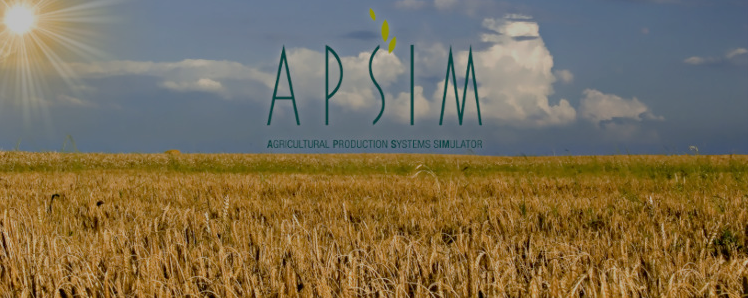 APSIM
AGRICULTURAL PRODUCTION SYSTEMS SIMULATOR